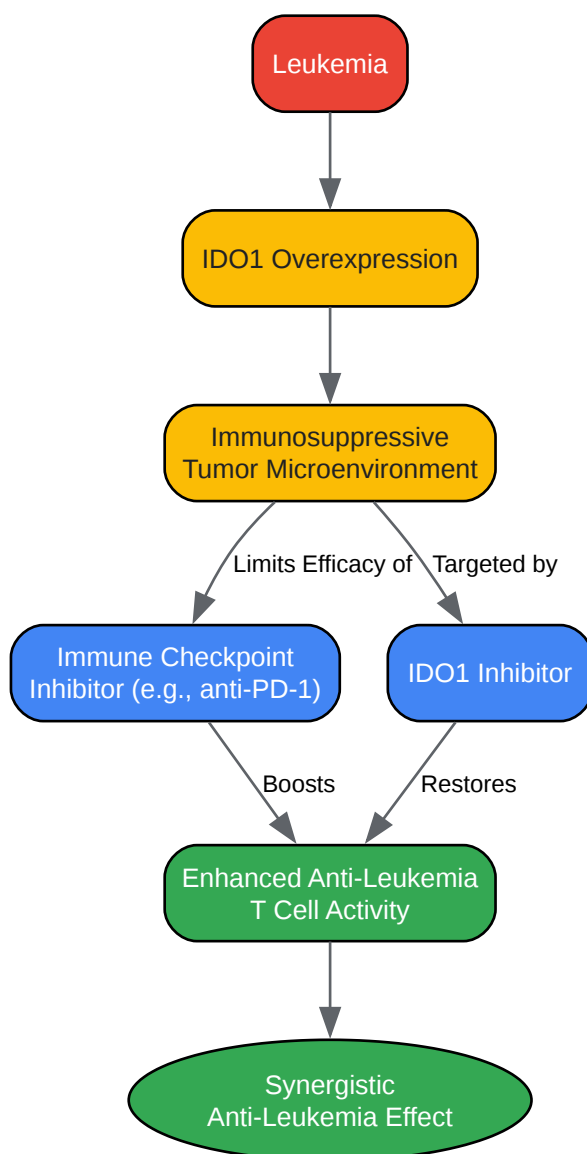 Leukemia
IDO1 Overexpression
Immunosuppressive
Tumor Microenvironment
Limits Efficacy of
Targeted by
Immune Checkpoint
Inhibitor (e.g., anti-PD-1)
IDO1 Inhibitor
Boosts
Restores
Enhanced Anti-Leukemia
T Cell Activity
Synergistic
Anti-Leukemia Effect